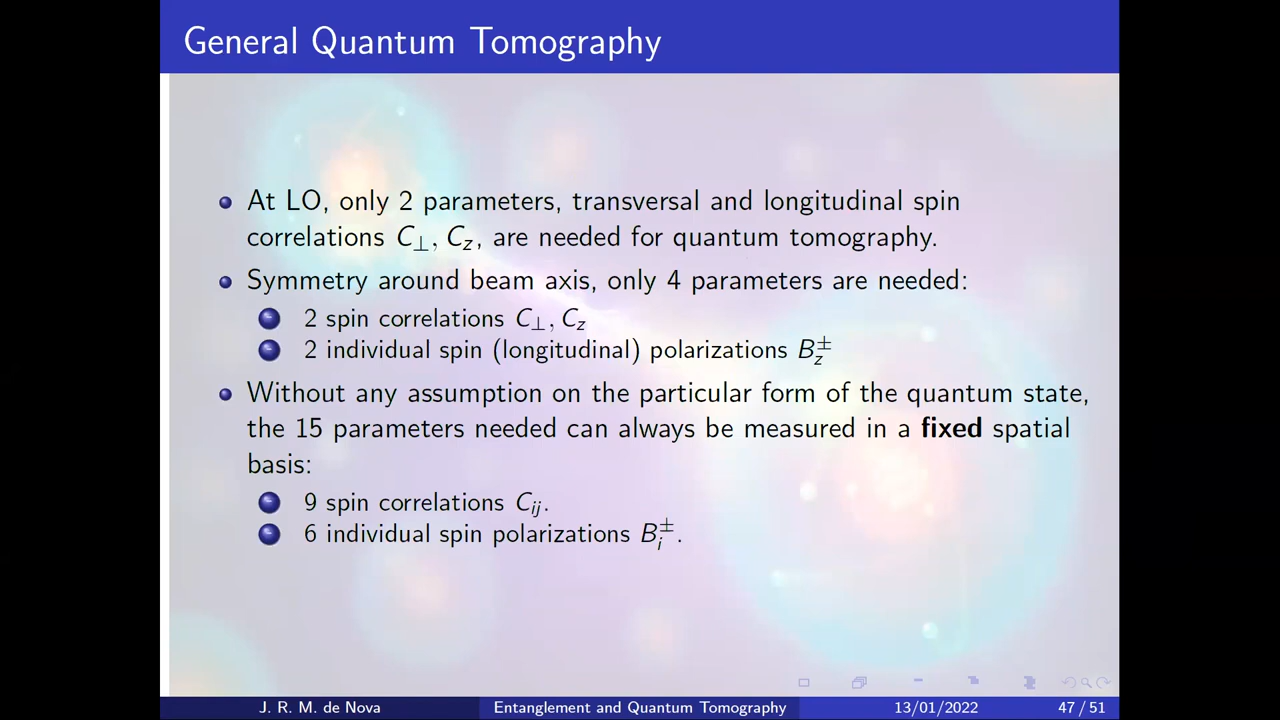 General Quantum Tomography
At LO, only 2 parameters, transversal and longitudinal spin
correlations C⊥, Cz, are needed for quantum tomography.
Symmetry around beam axis, only 4 parameters are needed:
2 spin correlations C⊥, Cz
2 individual spin (longitudinal) polarizations B±z
Without any assumption on the particular form of the quantum state,
the 15 parameters needed can always be measured in a fixed spatial
basis:
9 spin correlations Cij.
6 individual spin polarizations B±i.
J. R. M. de Nova Entanglement and Quantum Tomography 13/01/2022 47 / 51